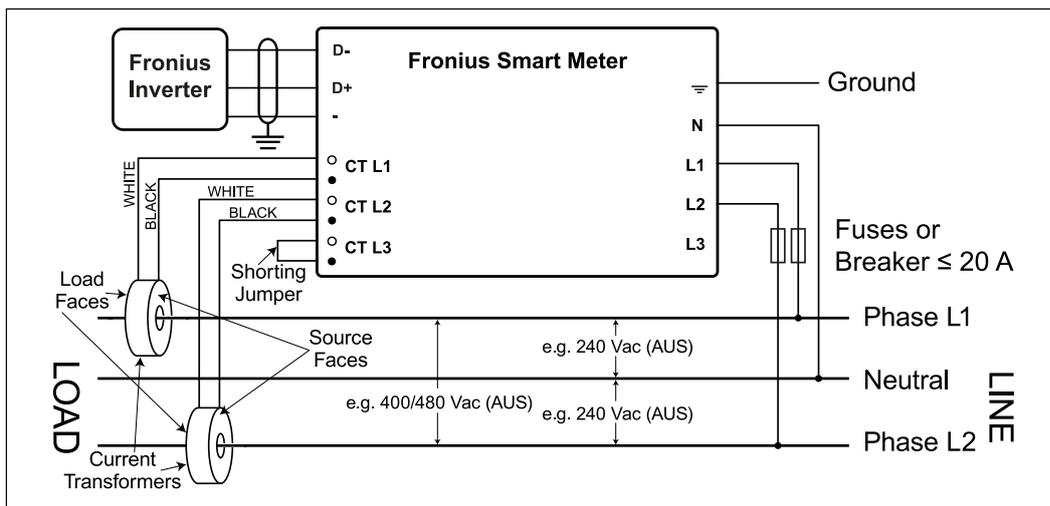 Fronius
Inverter
D-
D+
-
Fronius Smart Meter
Ground
N
L1
L2
L3
CT L1
CT L2
CT L3
WHITE
BLACK
WHITE
BLACK
Shorting
Jumper
Fuses or
Breaker ≤ 20 A
Load
Faces
Source
Faces
Phase L1
e.g. 240 Vac (AUS)
Neutral
e.g. 400/480 Vac (AUS)
e.g. 240 Vac (AUS)
Phase L2
LOAD
LINE
Current
Transformers